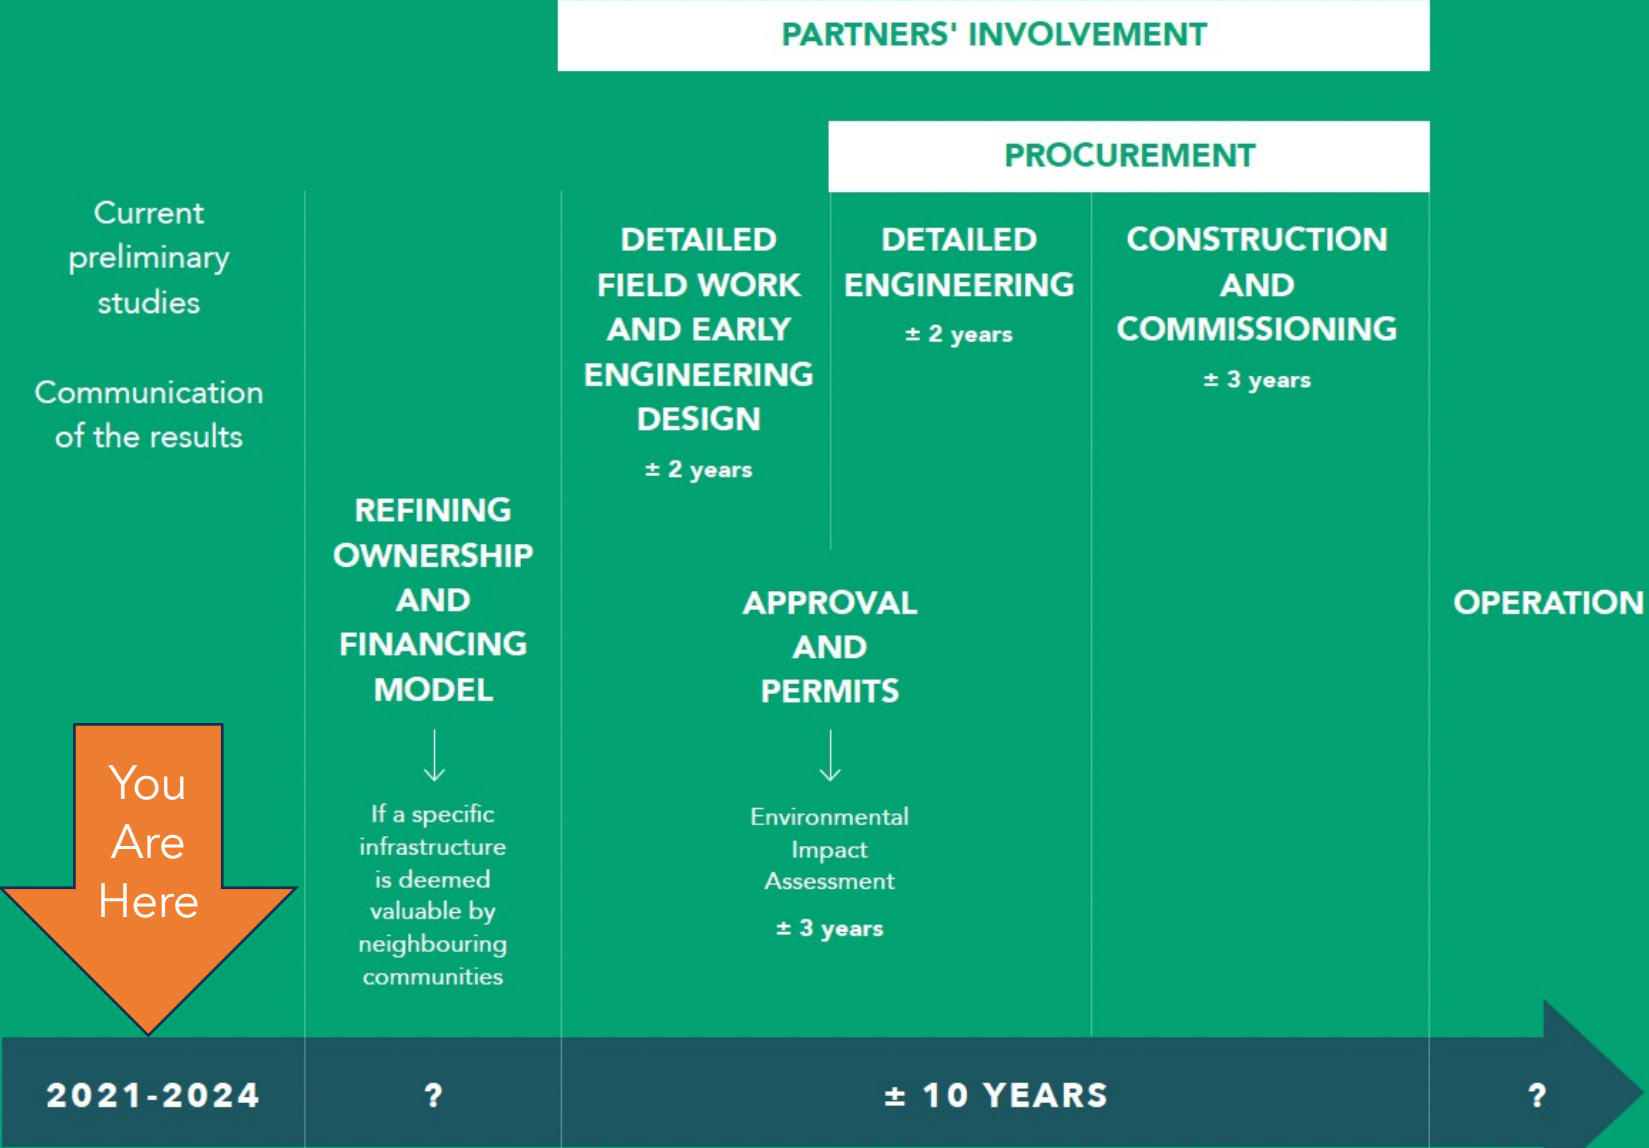 PARTNERS' INVOLVEMENT
PROCUREMENT
Current
preliminary
studies
Communication
of the results
You
Are
Here
REFINING
OWNERSHIP
AND
FINANCING
MODEL
If a specific
infrastructure
is deemed
valuable by
neighbouring
communities
DETAILED
FIELD WORK
AND EARLY
ENGINEERING
DESIGN
± 2 years
DETAILED
ENGINEERING
± 2 years
APPROVAL
AND
PERMITS
Environmental
Impact
Assessment
± 3 years
CONSTRUCTION
AND
COMMISSIONING
± 3 years
OPERATION
2021-2024
?
± 10 YEARS
?